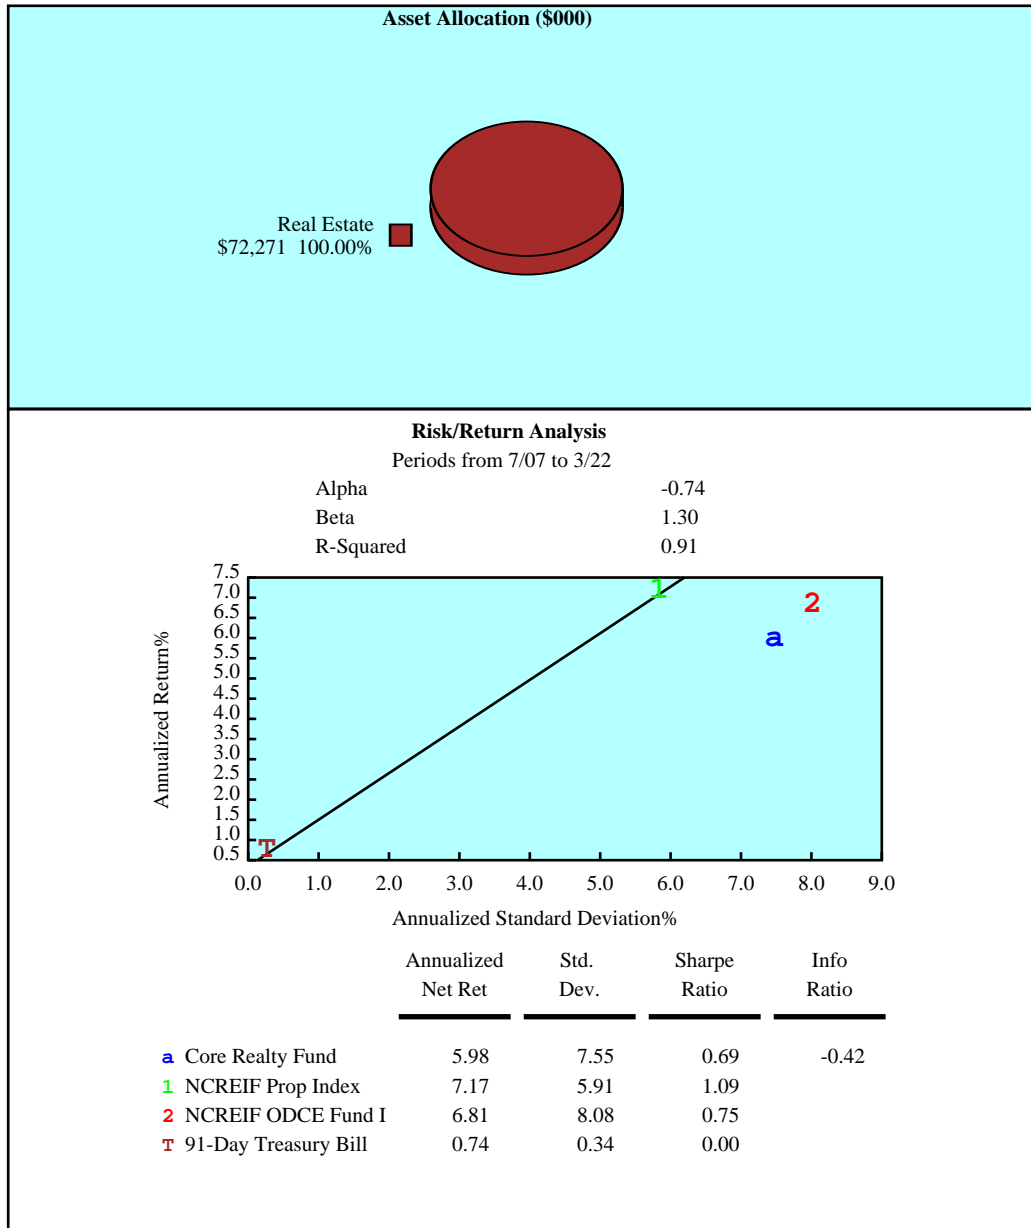 Asset Allocation ($000)
Real Estate
$72,271 100.00%
Risk/Return Analysis
Periods from 7/07 to 3/22
Alpha -0.74
Beta 1.30
R-Squared 0.91
Annualized Return%
7.5
7.0
6.5
6.0
5.5
5.0
4.5
4.0
3.5
3.0
2.5
2.0
1.5
1.0
0.5
1
2
a
T
0.0 1.0 2.0 3.0 4.0 5.0 6.0 7.0 8.0 9.0
Annualized Standard Deviation%
Annualized Std. Sharpe Info
Net Ret Dev. Ratio Ratio
a Core Realty Fund 5.98 7.55 0.69 -0.42
1 NCREIF Prop Index 7.17 5.91 1.09
2 NCREIF ODCE Fund I 6.81 8.08 0.75
T 91-Day Treasury Bill 0.74 0.34 0.00